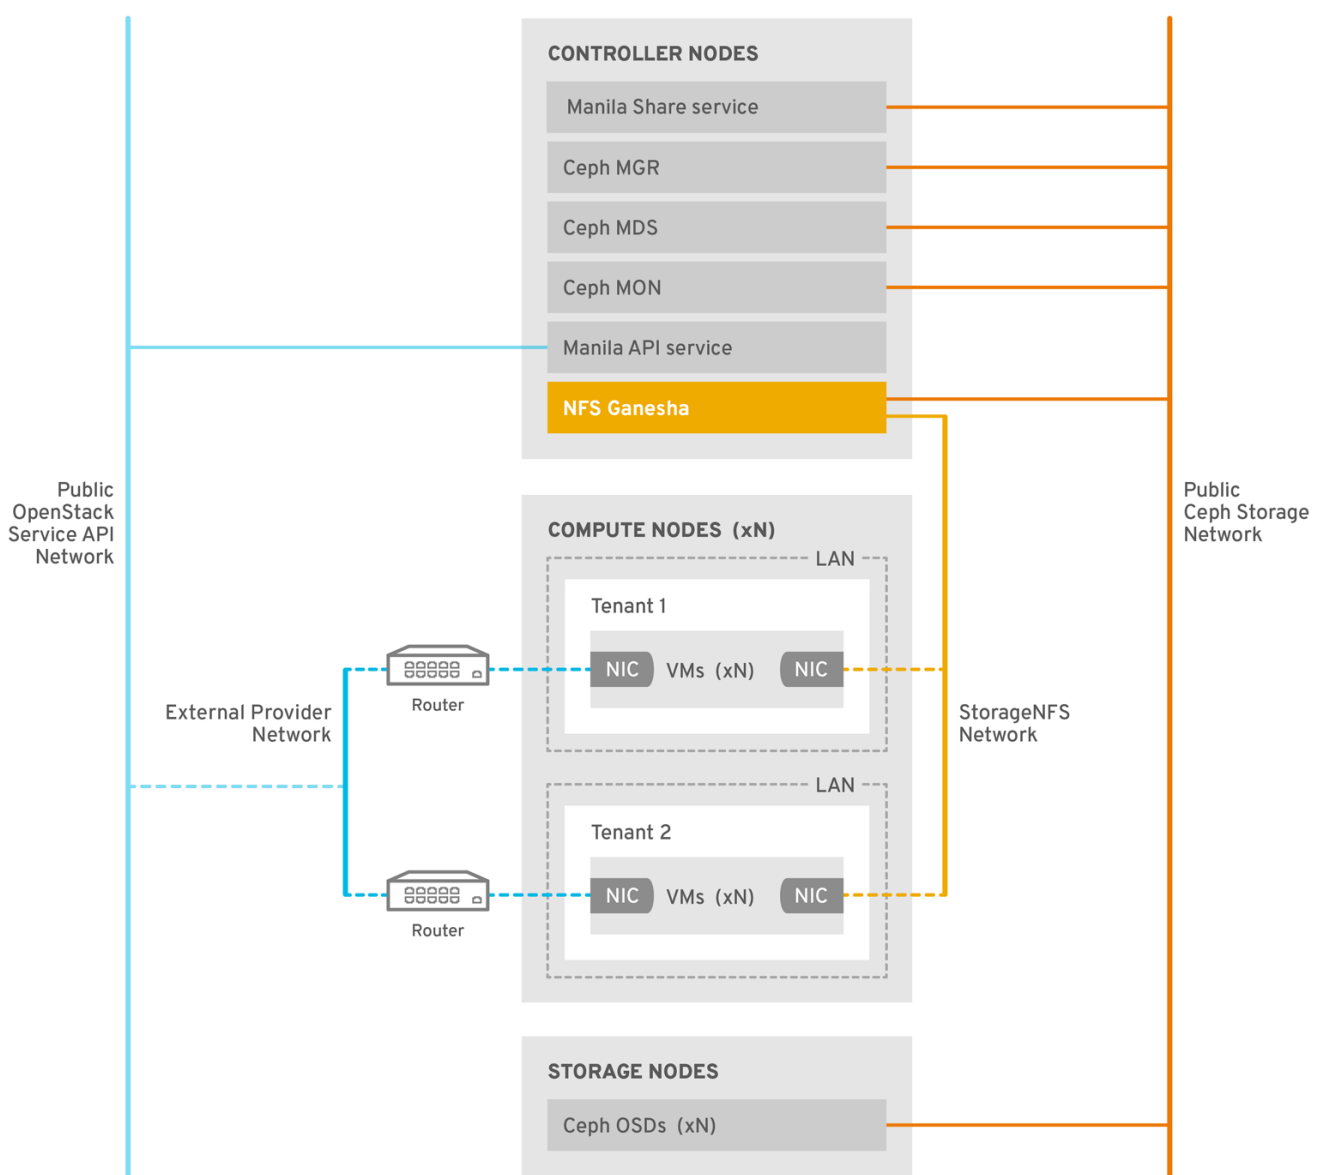 CONTROLLER NODES
Manila Share service
Ceph MGR
Ceph MDS
Ceph MON
Manila API service
NFS Ganesha
Public
OpenStack
Service API
Network
Public
Ceph Storage
Network
COMPUTE NODES (xN)
LAN
Tenant 1
NIC VMs (xN) NIC
Router
External Provider
Network
StorageNFS
Network
LAN
Tenant 2
NIC VMs (xN) NIC
Router
STORAGE NODES
Ceph OSDs (xN)